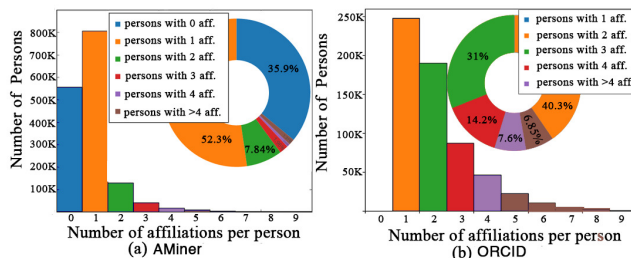 800K
700K
600K
500K
400K
300K
200K
100K
Number of Persons
persons with 0 aff.
persons with 1 aff.
persons with 2 aff.
persons with 3 aff.
persons with 4 aff.
persons with >4 aff.
35.9%
52.3%
7.84%
0 1 2 3 4 5 6 7 8 9
Number of affiliations per person
(a) AMiner
250K
200K
150K
100K
50K
Number of Persons
persons with 1 aff.
persons with 2 aff.
persons with 3 aff.
persons with 4 aff.
persons with >4 aff.
31%
40.3%
14.2%
7.6%
6.85%
0 1 2 3 4 5 6 7 8 9
Number of affiliations per person
(b) ORCID